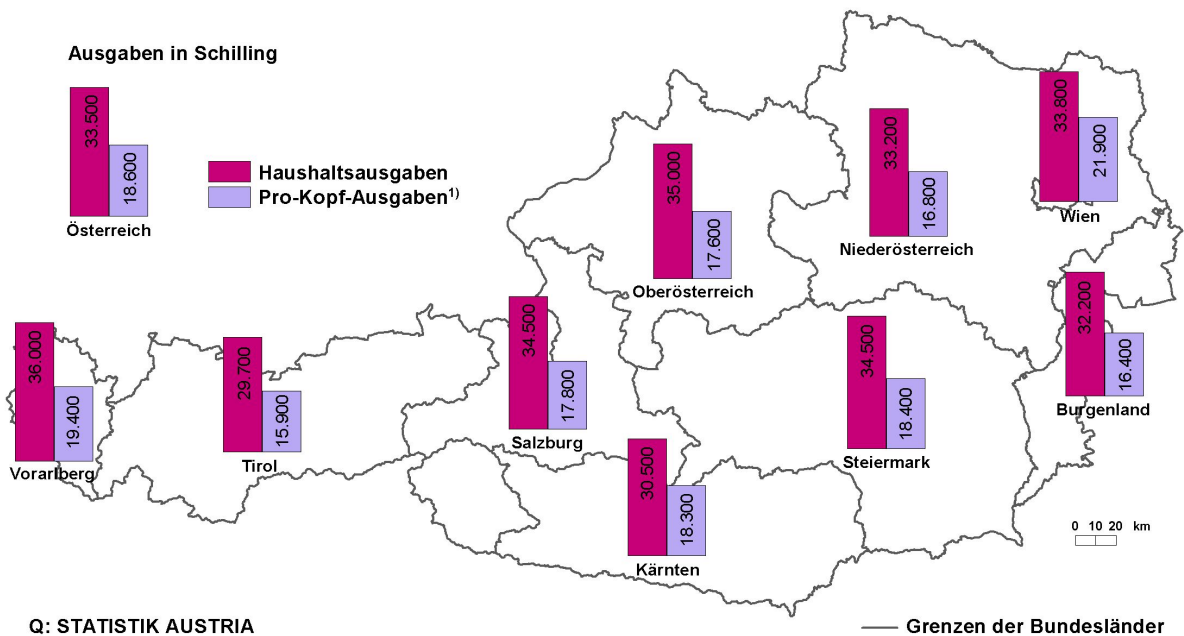 Ausgaben in Schilling
33.500
18.600
Österreich
Haushaltsausgaben
Pro-Kopf-Ausgaben¹⁾
35.000
17.600
Oberösterreich
33.200
16.800
Niederösterreich
33.800
21.900
Wien
36.000
19.400
Vorarlberg
29.700
15.900
Tirol
34.500
17.800
Salzburg
30.500
18.300
Kärnten
34.500
18.400
Steiermark
32.200
16.400
Burgenland
0 10 20 km
Q: STATISTIK AUSTRIA
Grenzen der Bundesländer